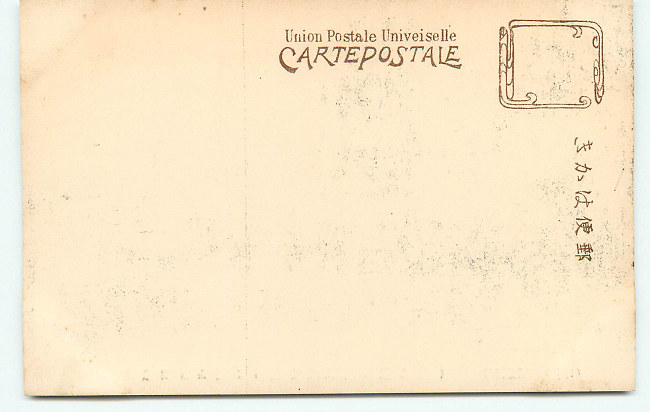 Union Postale Univeiselle
CARTEPOSTALE
きかは便郵